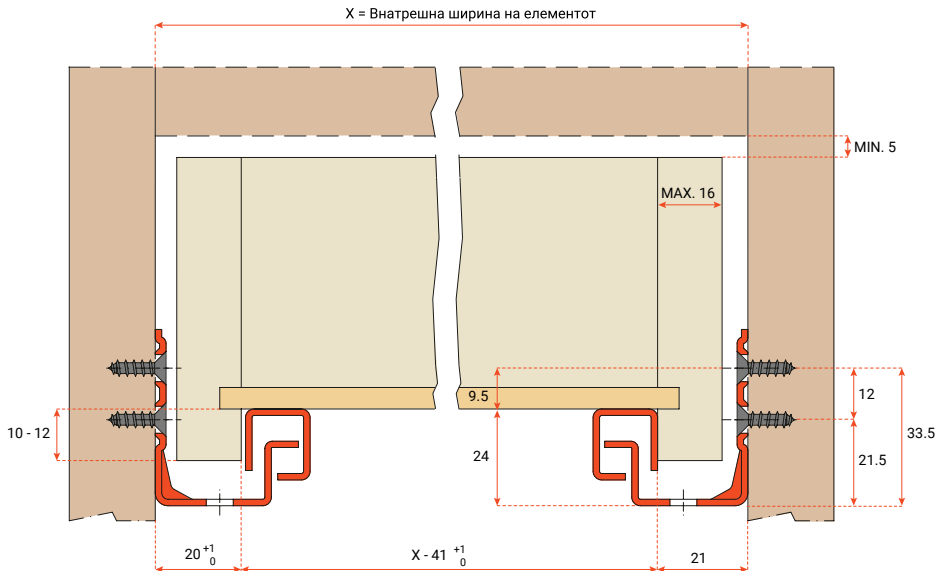 X = Внатрешна ширина на елементот
MIN. 5
MAX. 16
9.5
12
10 - 12
24
33.5
21.5
20 +1 0
X - 41 +1 0
21